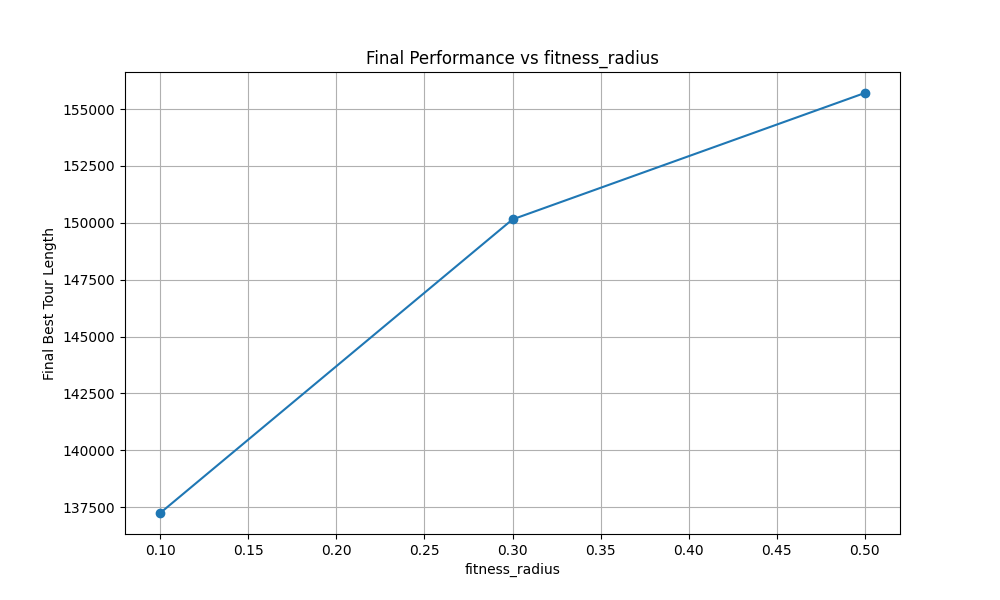 Final Performance vs fitness_radius
Final Best Tour Length
155000
152500
150000
147500
145000
142500
140000
137500
0.10 0.15 0.20 0.25 0.30 0.35 0.40 0.45 0.50
fitness_radius